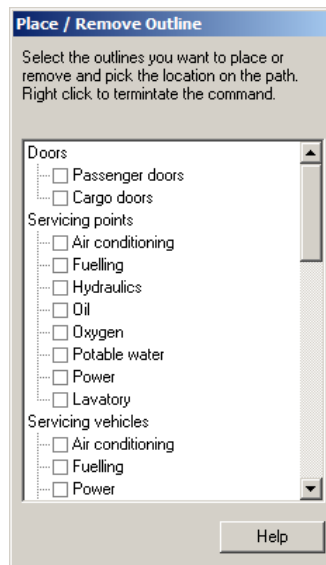 Place / Remove Outline
Select the outlines you want to place or
remove and pick the location on the path.
Right click to termintate the command.
Doors
Passenger doors
Cargo doors
Servicing points
Air conditioning
Fuelling
Hydraulics
Oil
Oxygen
Potable water
Power
Lavatory
Servicing vehicles
Air conditioning
Fuelling
Power
Help